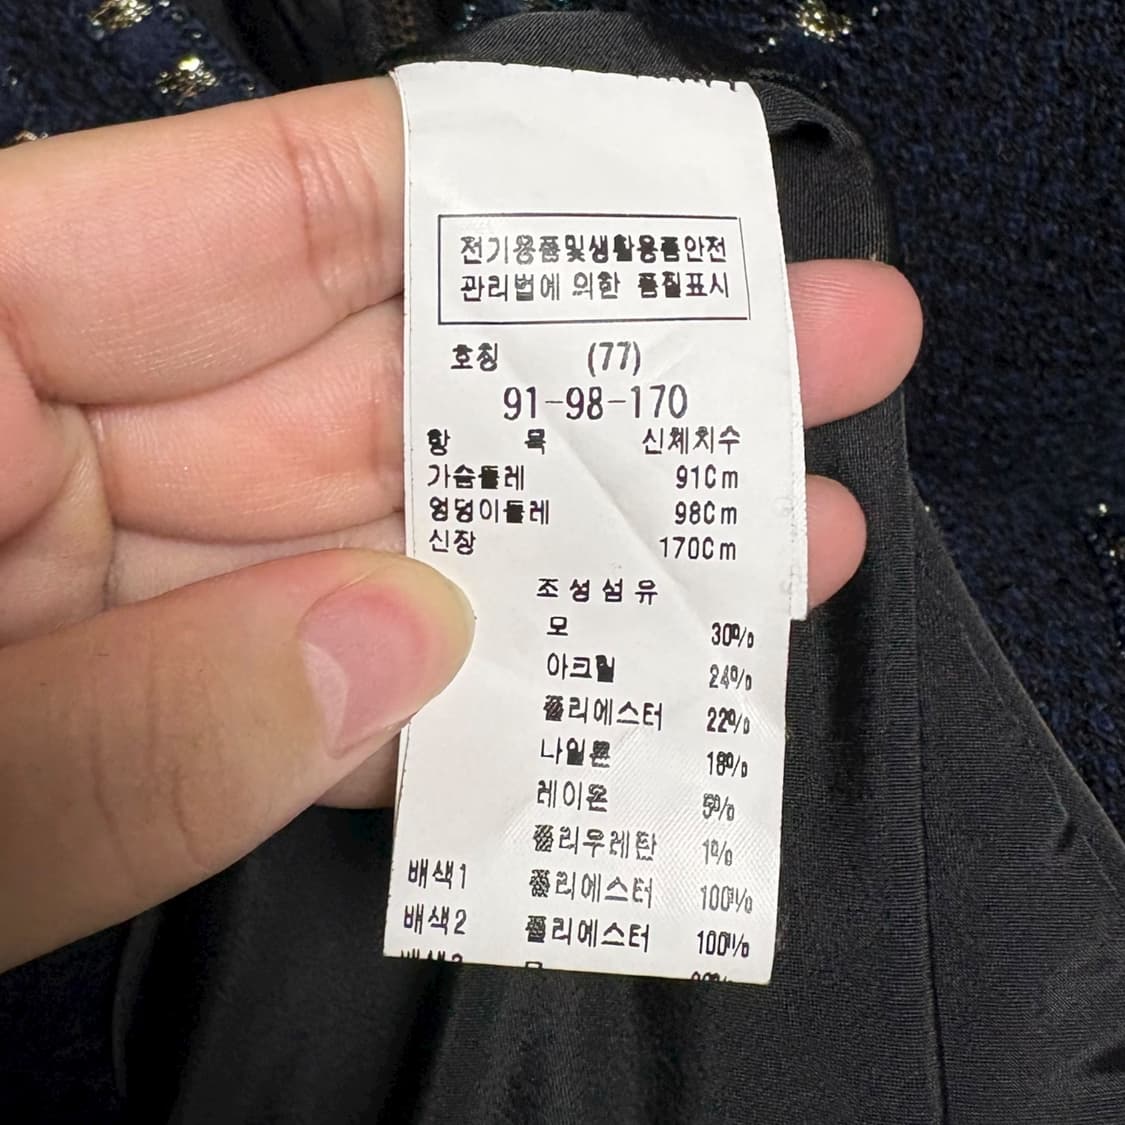 전기용품및생활용품안전
관리법에 의한 품질표시
호칭 (77)
91-98-170
항 목 신체치수
가슴둘레 91Cm
엉덩이둘레 98Cm
신장 170Cm
조성섬유
모 30%
아크릴 24%
폴리에스터 22%
나일론 18%
레이온 5%
폴리우레탄 1%
배색1 폴리에스터 100%
배색2 폴리에스터 100%